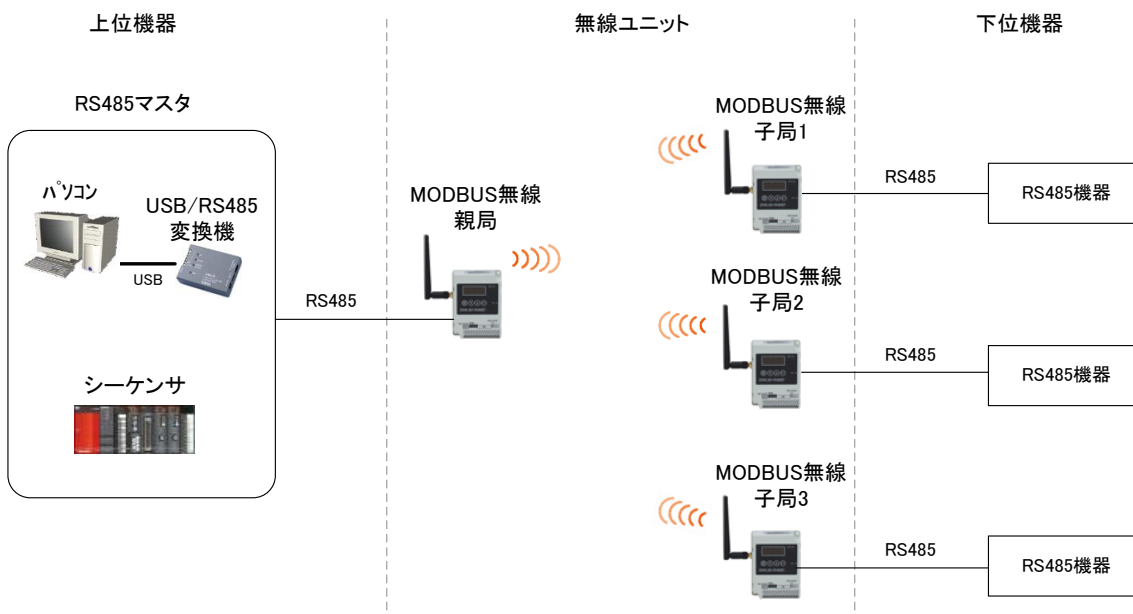 上位機器
無線ユニット
下位機器
RS485マスタ
パソコン
USB/RS485
変換機
USB
シーケンサ
RS485
MODBUS無線
親局
MODBUS無線
子局1
RS485
RS485機器
MODBUS無線
子局2
RS485
RS485機器
MODBUS無線
子局3
RS485
RS485機器